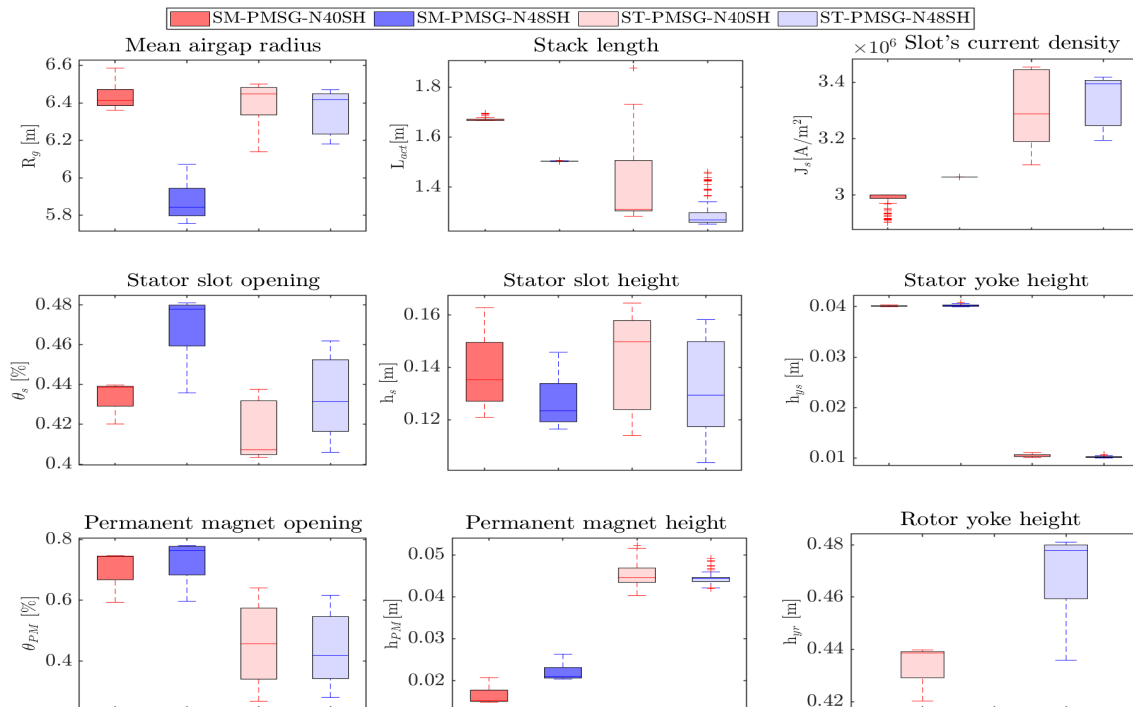 SM-PMSG-N40SH SM-PMSG-N48SH ST-PMSG-N40SH ST-PMSG-N48SH
Mean airgap radius
6.6
6.4
6.2
6
5.8
R_g [m]
Stack length
1.8
1.6
1.4
L_act[m]
×10^6 Slot's current density
3.4
3.2
3
J_s[A/m²]
Stator slot opening
0.48
0.46
0.44
0.42
0.4
θ_s [%]
Stator slot height
0.16
0.14
0.12
h_s [m]
Stator yoke height
0.04
0.04
0.02
0.01
h_ys [m]
Permanent magnet opening
0.8
0.6
0.4
θ_PM [%]
Permanent magnet height
0.05
0.04
0.03
0.02
h_PM[m]
Rotor yoke height
0.48
0.46
0.44
0.42
h_yr [m]